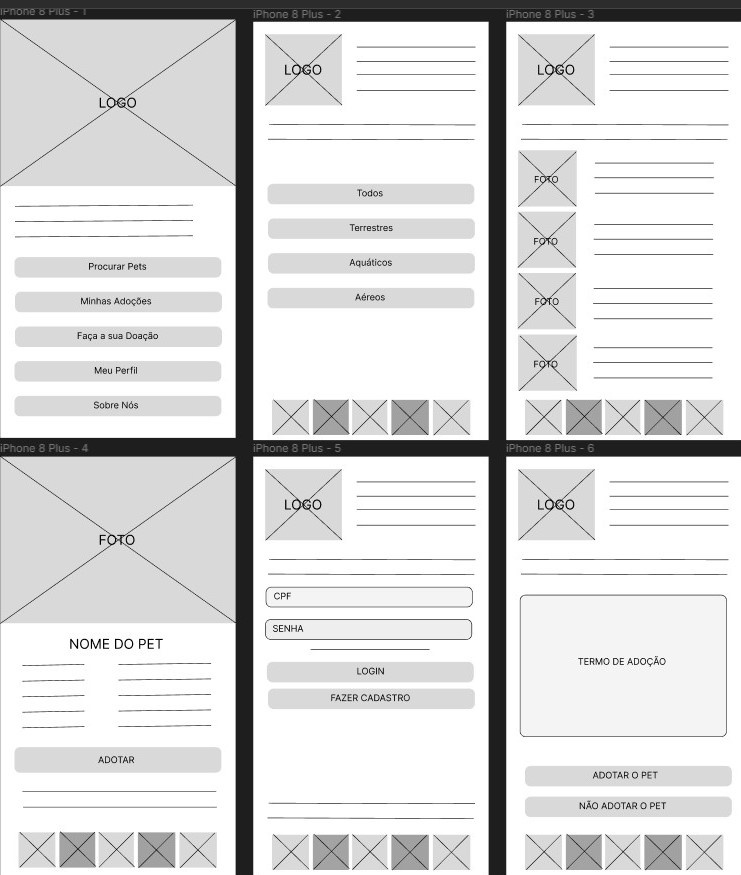 iPhone 8 Plus - 1
LOGO
Procurar Pets
Minhas Adoções
Faça a sua Doação
Meu Perfil
Sobre Nós
iPhone 8 Plus - 2
LOGO
Todos
Terrestres
Aquáticos
Aéreos
iPhone 8 Plus - 3
LOGO
FOTO
FOTO
FOTO
FOTO
iPhone 8 Plus - 4
FOTO
NOME DO PET
ADOTAR
iPhone 8 Plus - 5
LOGO
CPF
SENHA
LOGIN
FAZER CADASTRO
iPhone 8 Plus - 6
LOGO
TERMO DE ADOÇÃO
ADOTAR O PET
NÃO ADOTAR O PET